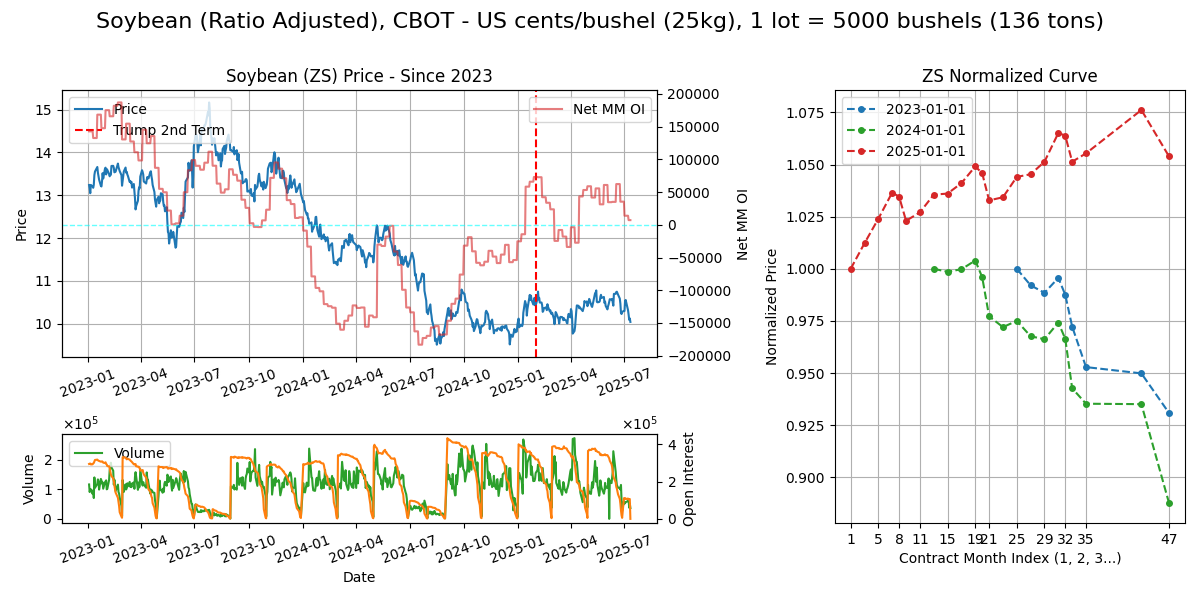 Soybean (Ratio Adjusted), CBOT - US cents/bushel (25kg), 1 lot = 5000 bushels (136 tons)
Soybean (ZS) Price - Since 2023
Price
Trump 2nd Term
Net MM OI
15
14
13
12
11
10
Price
200000
150000
100000
50000
0
−50000
−100000
−150000
−200000
Net MM OI
2023-01 2023-04 2023-07 2023-10 2024-01 2024-04 2024-07 2024-10 2025-01 2025-04 2025-07
×10⁵
×10⁵
Volume
2
1
0
Volume
4
2
0
Open Interest
2023-01 2023-04 2023-07 2023-10 2024-01 2024-04 2024-07 2024-10 2025-01 2025-04 2025-07
Date
ZS Normalized Curve
2023-01-01
2024-01-01
2025-01-01
1.075
1.050
1.025
1.000
0.975
0.950
0.925
0.900
Normalized Price
1 5 8 11 15 19 21 25 29 32 35 47
Contract Month Index (1, 2, 3...)